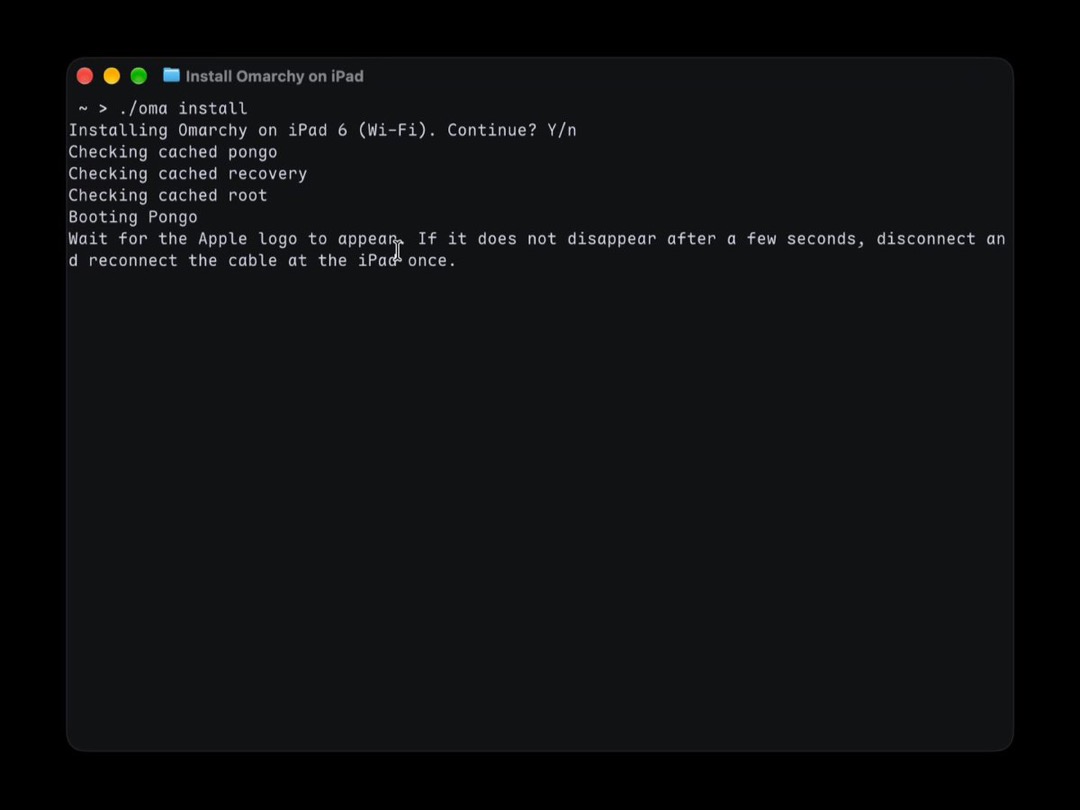 Install Omarchy on iPad
~ > ./oma install
Installing Omarchy on iPad 6 (Wi-Fi). Continue? Y/n
Checking cached pongo
Checking cached recovery
Checking cached root
Booting Pongo
Wait for the Apple logo to appear. If it does not disappear after a few seconds, disconnect an
d reconnect the cable at the iPad once.